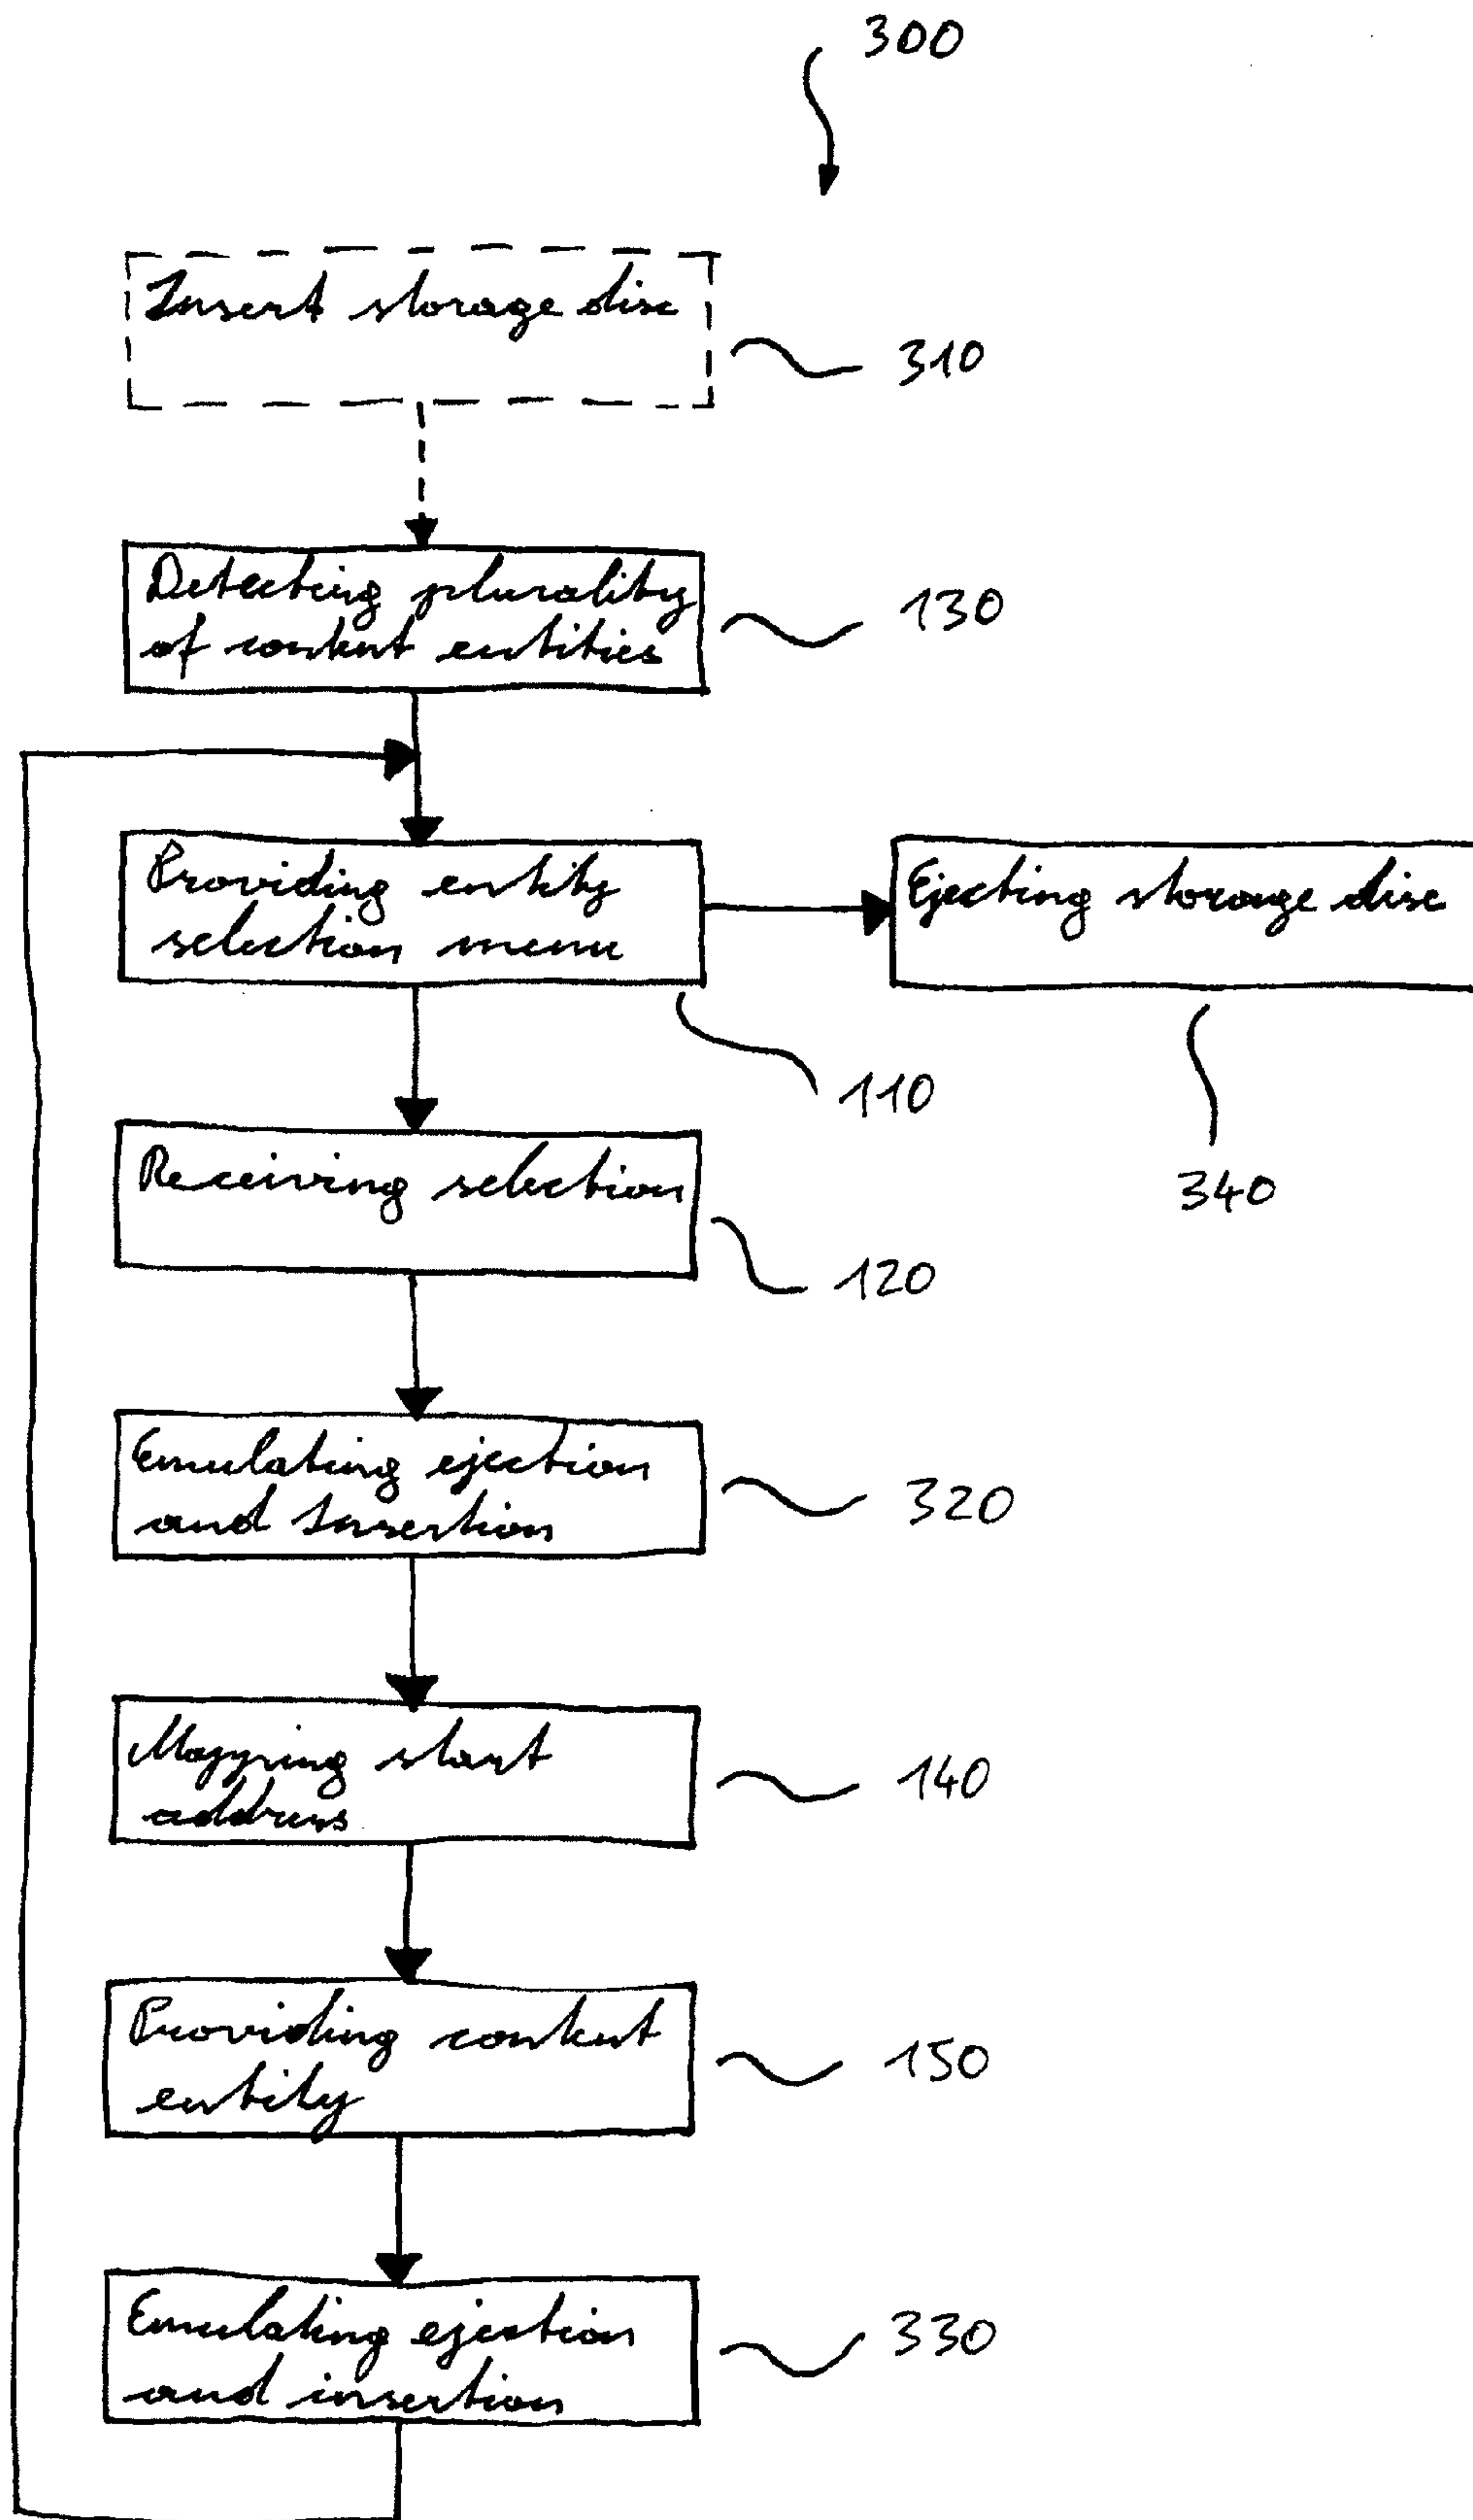 300
Insert storage disc
310
Detecting plurality
of content entities
130
Providing entity
selection menu
Ejecting storage disc
110
340
Receiving selection
120
Emulating ejection
and Insertion
320
Mapping start
address
140
Providing content
entity
150
Emulating ejection
and insertion
330